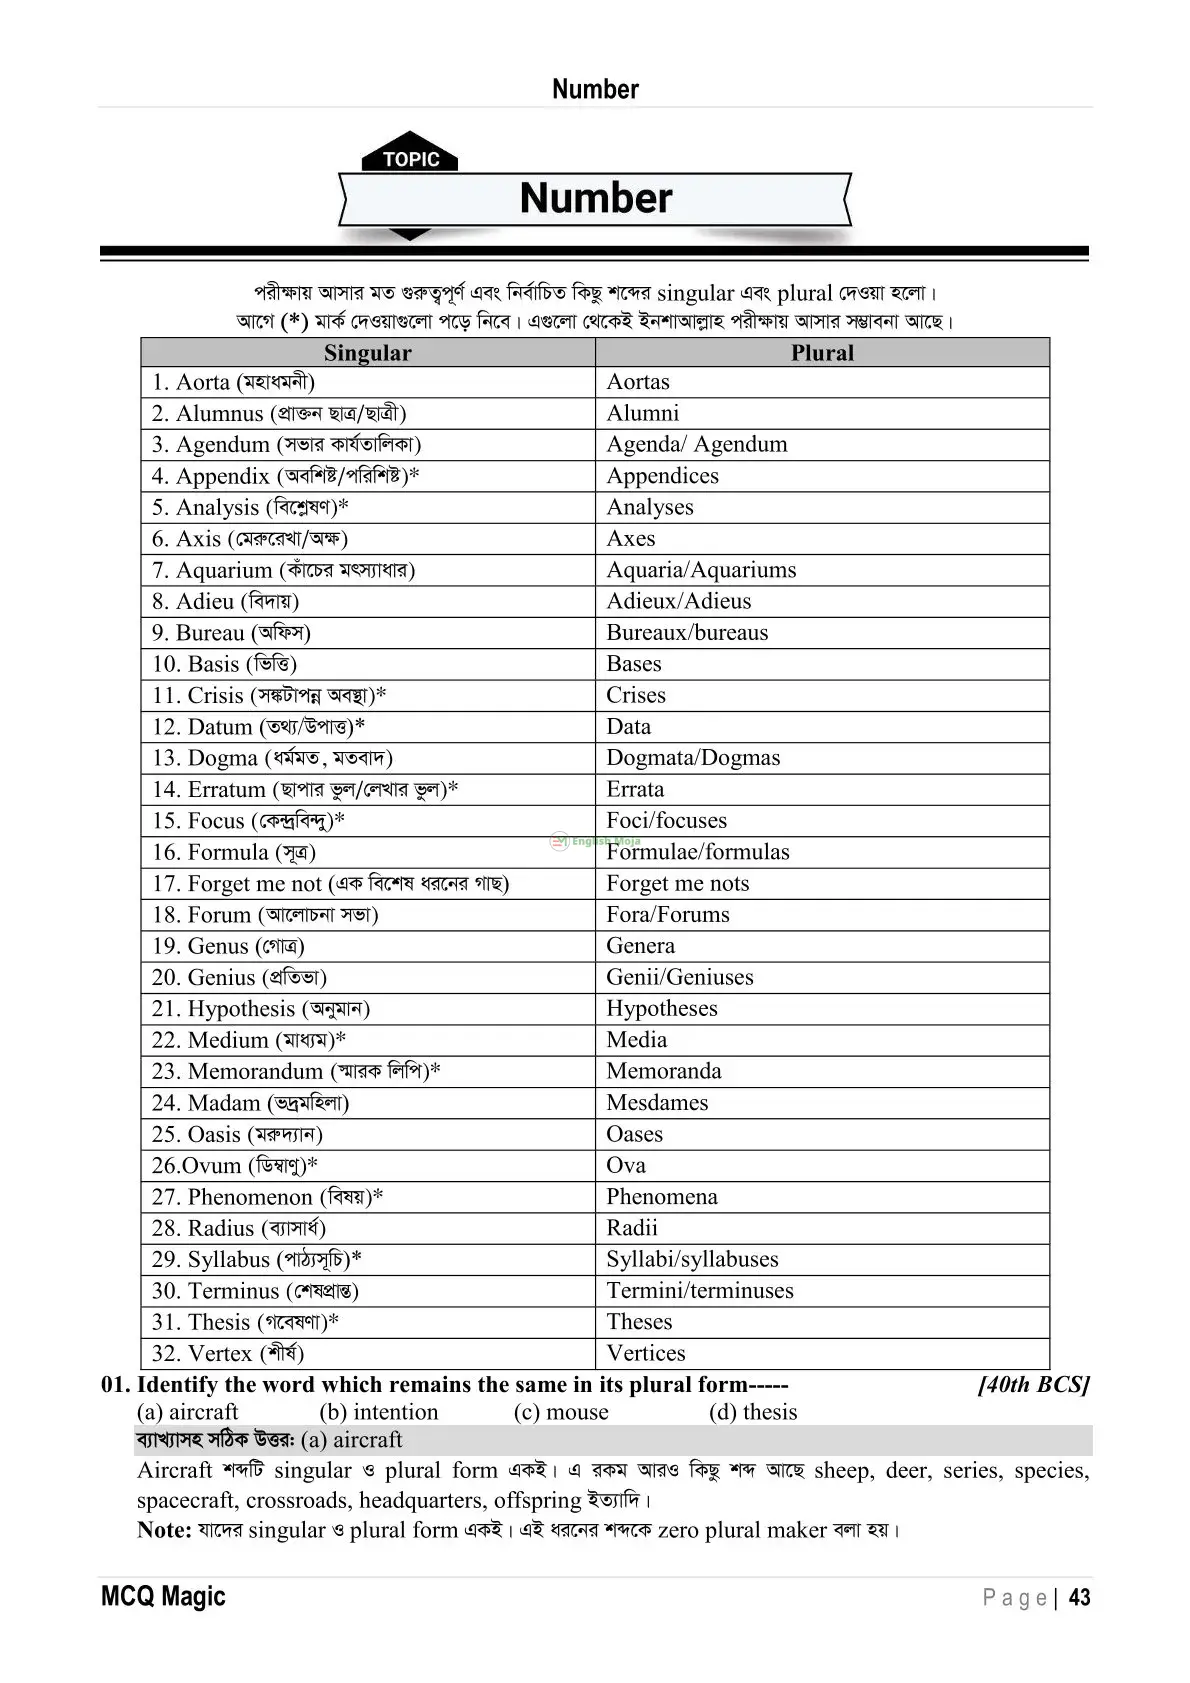 Number
TOPIC
Number
পরীক্ষায় আসার মত গুরুত্বপূর্ণ এবং নির্বাচিত কিছু শব্দের singular এবং plural দেওয়া হলো।
আগে (*) মার্ক দেওয়াগুলো পড়ে নিবে। এগুলো থেকেই ইনশাআল্লাহ পরীক্ষায় আসার সম্ভাবনা আছে।
Singular Plural
1. Aorta (মহাধমনী) Aortas
2. Alumnus (প্রাক্তন ছাত্র/ছাত্রী) Alumni
3. Agendum (সভার কার্যতালিকা) Agenda/ Agendum
4. Appendix (অবশিষ্ট/পরিশিষ্ট)* Appendices
5. Analysis (বিশ্লেষণ)* Analyses
6. Axis (মেরুরেখা/অক্ষ) Axes
7. Aquarium (কাঁচের মৎস্যাধার) Aquaria/Aquariums
8. Adieu (বিদায়) Adieux/Adieus
9. Bureau (অফিস) Bureaux/bureaus
10. Basis (ভিত্তি) Bases
11. Crisis (সঙ্কটাপন্ন অবস্থা)* Crises
12. Datum (তথ্য/উপাত্ত)* Data
13. Dogma (ধর্মমত, মতবাদ) Dogmata/Dogmas
14. Erratum (ছাপার ভুল/লেখার ভুল)* Errata
15. Focus (কেন্দ্রবিন্দু)* Foci/focuses
English Moja
16. Formula (সূত্র) Formulae/formulas
17. Forget me not (এক বিশেষ ধরনের গাছ) Forget me nots
18. Forum (আলোচনা সভা) Fora/Forums
19. Genus (গোত্র) Genera
20. Genius (প্রতিভা) Genii/Geniuses
21. Hypothesis (অনুমান) Hypotheses
22. Medium (মাধ্যম)* Media
23. Memorandum (স্মারক লিপি)* Memoranda
24. Madam (ভদ্রমহিলা) Mesdames
25. Oasis (মরুদ্যান) Oases
26.Ovum (ডিম্বাণু)* Ova
27. Phenomenon (বিষয়)* Phenomena
28. Radius (ব্যাসার্ধ) Radii
29. Syllabus (পাঠ্যসূচি)* Syllabi/syllabuses
30. Terminus (শেষপ্রান্ত) Termini/terminuses
31. Thesis (গবেষণা)* Theses
32. Vertex (শীর্ষ) Vertices
01. Identify the word which remains the same in its plural form----- [40th BCS]
(a) aircraft (b) intention (c) mouse (d) thesis
ব্যাখ্যাসহ সঠিক উত্তর: (a) aircraft
Aircraft শব্দটি singular ও plural form একই। এ রকম আরও কিছু শব্দ আছে sheep, deer, series, species,
spacecraft, crossroads, headquarters, offspring ইত্যাদি।
Note: যাদের singular ও plural form একই। এই ধরনের শব্দকে zero plural maker বলা হয়।
MCQ Magic Page| 43